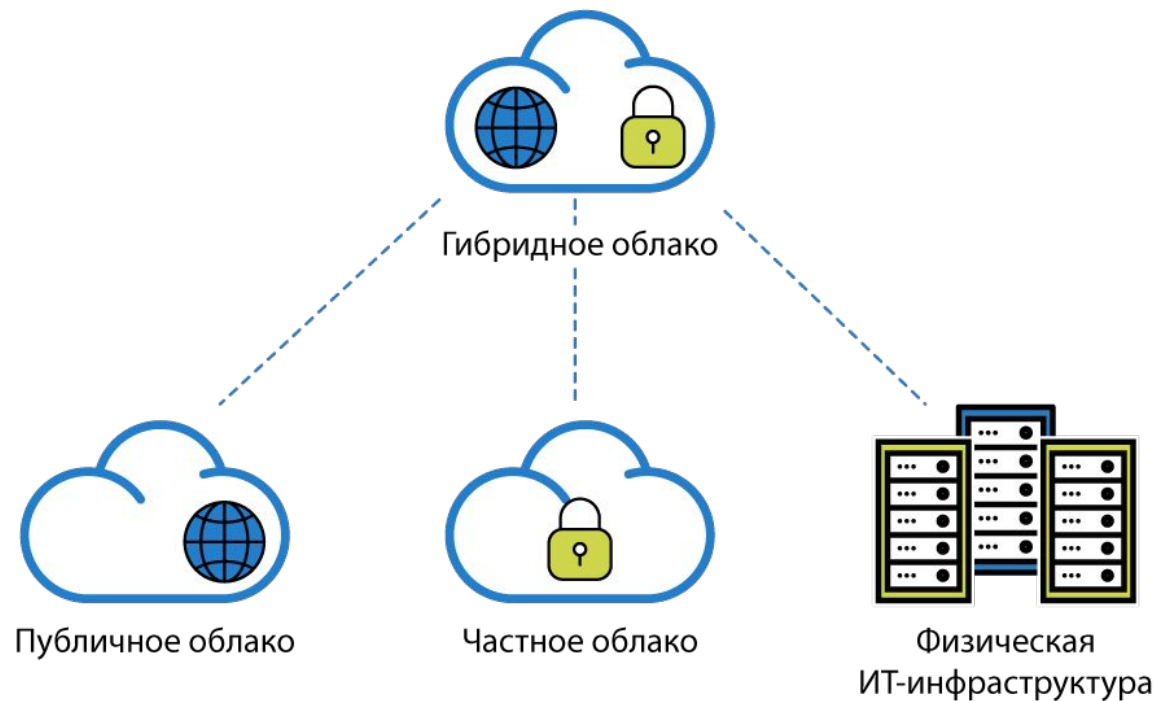 Гибридное облако
Публичное облако
Частное облако
Физическая
ИТ-инфраструктура